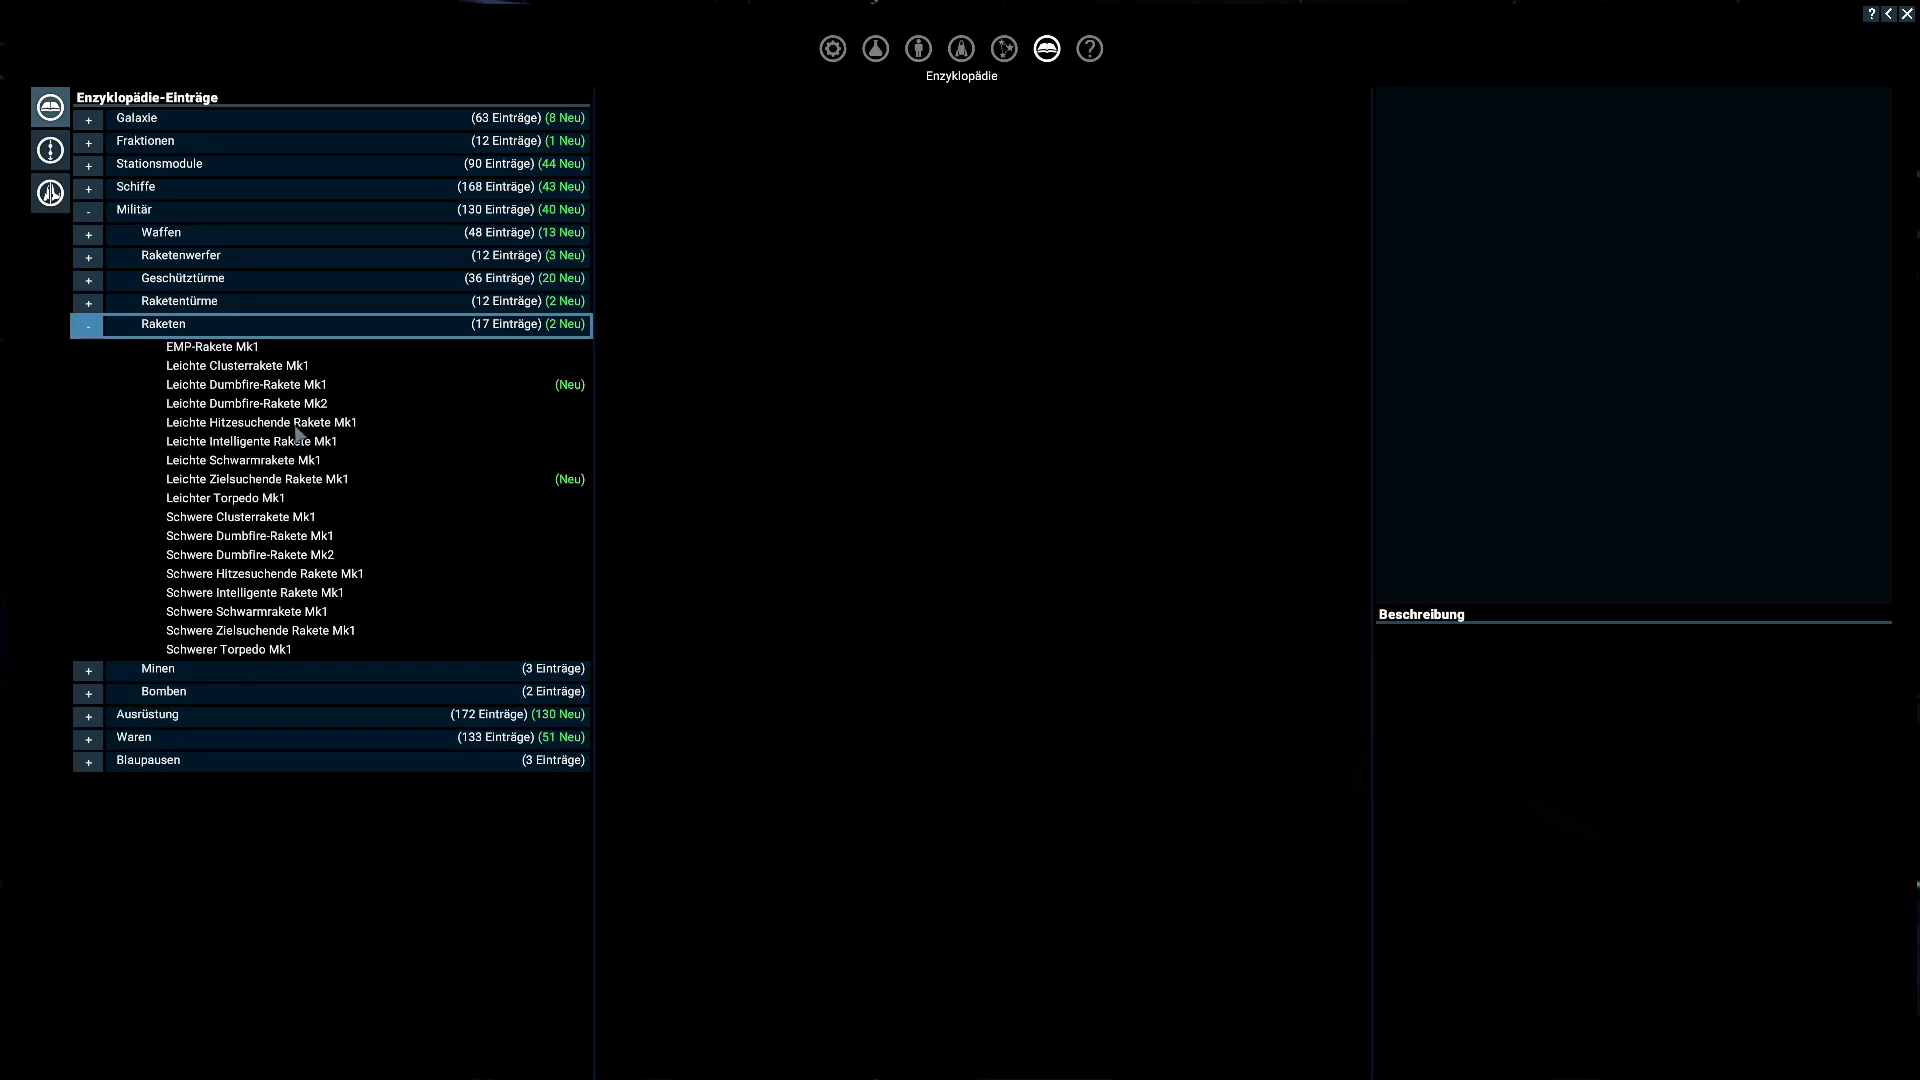 ? < X
?
Enzyklopädie
Enzyklopädie-Einträge
+ Galaxie (63 Einträge) (8 Neu)
+ Fraktionen (12 Einträge) (1 Neu)
+ Stationsmodule (90 Einträge) (44 Neu)
+ Schiffe (168 Einträge) (43 Neu)
- Militär (130 Einträge) (40 Neu)
+ Waffen (48 Einträge) (13 Neu)
+ Raketenwerfer (12 Einträge) (3 Neu)
+ Geschütztürme (36 Einträge) (20 Neu)
+ Raketentürme (12 Einträge) (2 Neu)
- Raketen (17 Einträge) (2 Neu)
EMP-Rakete Mk1
Leichte Clusterrakete Mk1
Leichte Dumbfire-Rakete Mk1 (Neu)
Leichte Dumbfire-Rakete Mk2
Leichte Hitzesuchende Rakete Mk1
Leichte Intelligente Rakete Mk1
Leichte Schwarmrakete Mk1
Leichte Zielsuchende Rakete Mk1 (Neu)
Leichter Torpedo Mk1
Schwere Clusterrakete Mk1
Schwere Dumbfire-Rakete Mk1
Schwere Dumbfire-Rakete Mk2
Schwere Hitzesuchende Rakete Mk1
Schwere Intelligente Rakete Mk1
Schwere Schwarmrakete Mk1
Schwere Zielsuchende Rakete Mk1
Schwerer Torpedo Mk1
+ Minen (3 Einträge)
+ Bomben (2 Einträge)
+ Ausrüstung (172 Einträge) (130 Neu)
+ Waren (133 Einträge) (51 Neu)
+ Blaupausen (3 Einträge)
Beschreibung